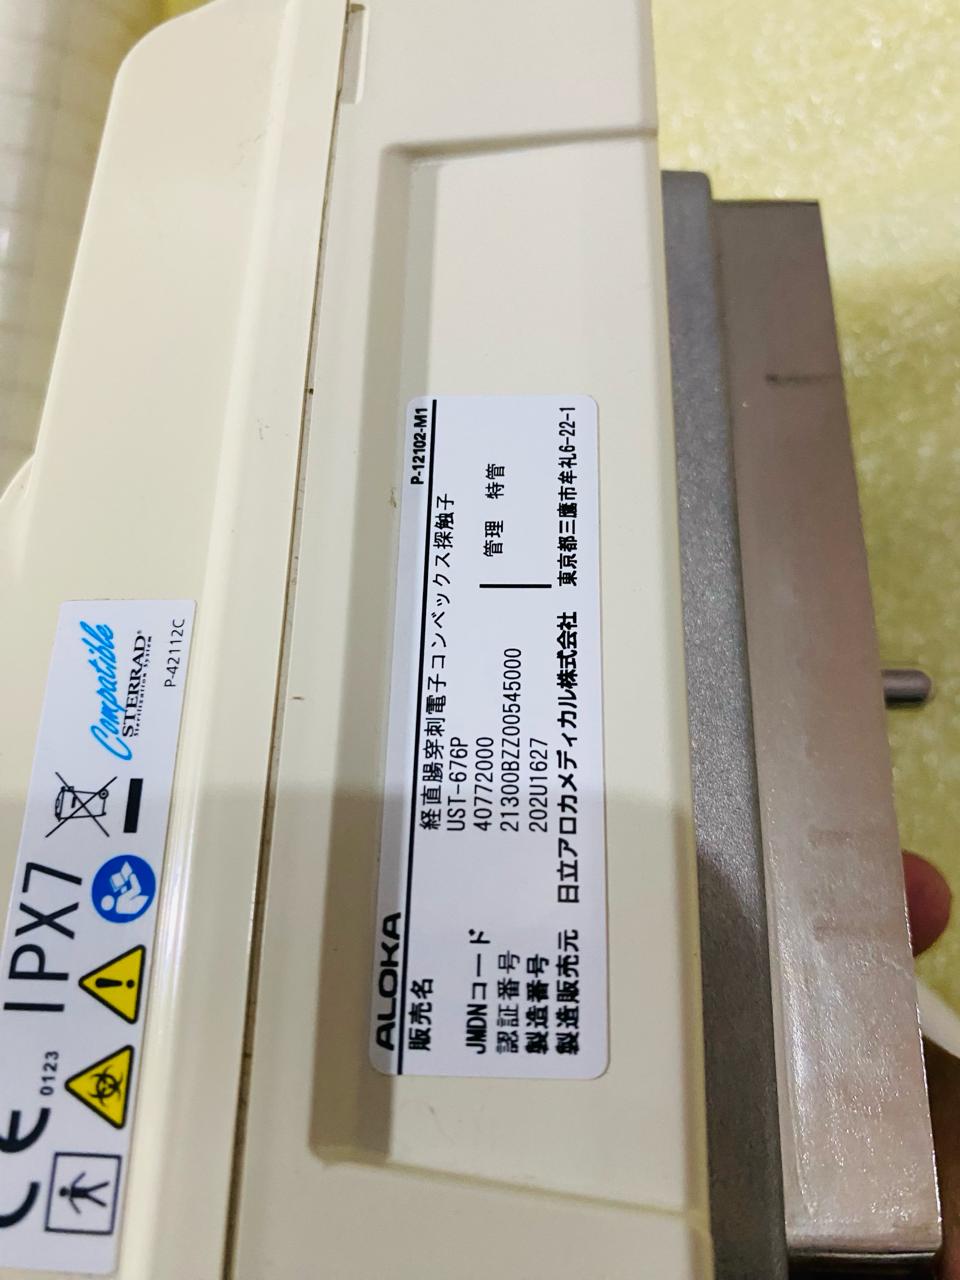 CE 0123
IPX7
Compatible
STERRAD®
Sterilization System
P-42112C
ALOKA P-12102-M1
販売名 経直腸穿刺電子コンベックス探触子
UST-676P
JMDNコード 40772000 管理 特管
認証番号 21300BZZ00545000
製造番号 202U1627
製造販売元 日立アロカメディカル株式会社 東京都三鷹市牟礼6-22-1